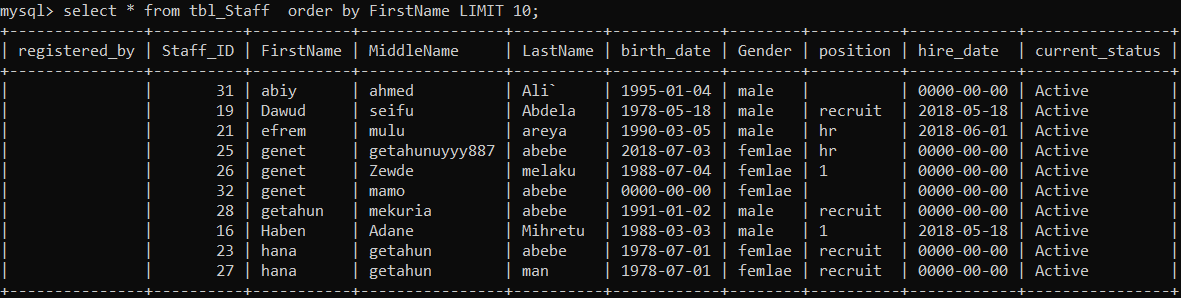 mysql> select * from tbl_Staff  order by FirstName LIMIT 10;
+---------------+----------+-----------+----------------+----------+------------+--------+----------+------------+----------------+
| registered_by | Staff_ID | FirstName | MiddleName     | LastName | birth_date | Gender | position | hire_date  | current_status |
+---------------+----------+-----------+----------------+----------+------------+--------+----------+------------+----------------+
|               |       31 | abiy      | ahmed          | Ali`     | 1995-01-04 | male   |          | 0000-00-00 | Active         |
|               |       19 | Dawud     | seifu          | Abdela   | 1978-05-18 | male   | recruit  | 2018-05-18 | Active         |
|               |       21 | efrem     | mulu           | areya    | 1990-03-05 | male   | hr       | 2018-06-01 | Active         |
|               |       25 | genet     | getahunuyyy887 | abebe    | 2018-07-03 | femlae | hr       | 0000-00-00 | Active         |
|               |       26 | genet     | Zewde          | melaku   | 1988-07-04 | femlae | 1        | 0000-00-00 | Active         |
|               |       32 | genet     | mamo           | abebe    | 0000-00-00 | femlae |          | 0000-00-00 | Active         |
|               |       28 | getahun   | mekuria        | abebe    | 1991-01-02 | male   | recruit  | 0000-00-00 | Active         |
|               |       16 | Haben     | Adane          | Mihretu  | 1988-03-03 | male   | 1        | 2018-05-18 | Active         |
|               |       23 | hana      | getahun        | abebe    | 1978-07-01 | femlae | recruit  | 0000-00-00 | Active         |
|               |       27 | hana      | getahun        | man      | 1978-07-01 | femlae | recruit  | 0000-00-00 | Active         |
+---------------+----------+-----------+----------------+----------+------------+--------+----------+------------+----------------+